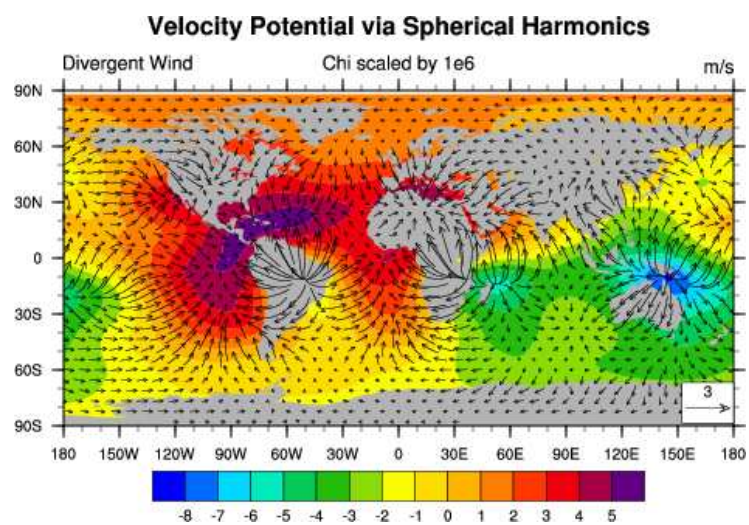 Velocity Potential via Spherical Harmonics
Divergent Wind Chi scaled by 1e6 m/s
90N
60N
30N
0
30S
60S
90S
3
180 150W 120W 90W 60W 30W 0 30E 60E 90E 120E 150E 180
-8 -7 -6 -5 -4 -3 -2 -1 0 1 2 3 4 5